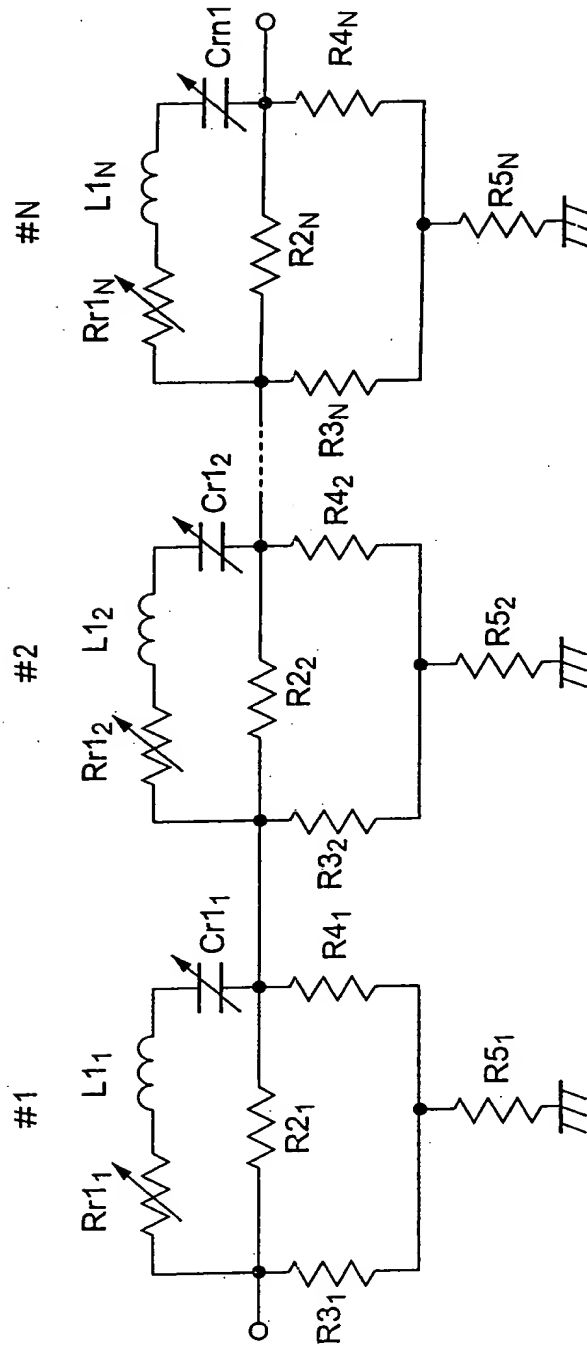 #1
#2
#N
Rr1₁
L1₁
Cr1₁
R2₁
R3₁
R4₁
R5₁
Rr1₂
L1₂
Cr1₂
R2₂
R3₂
R4₂
R5₂
Rr1N
L1N
Crn1
R2N
R3N
R4N
R5N